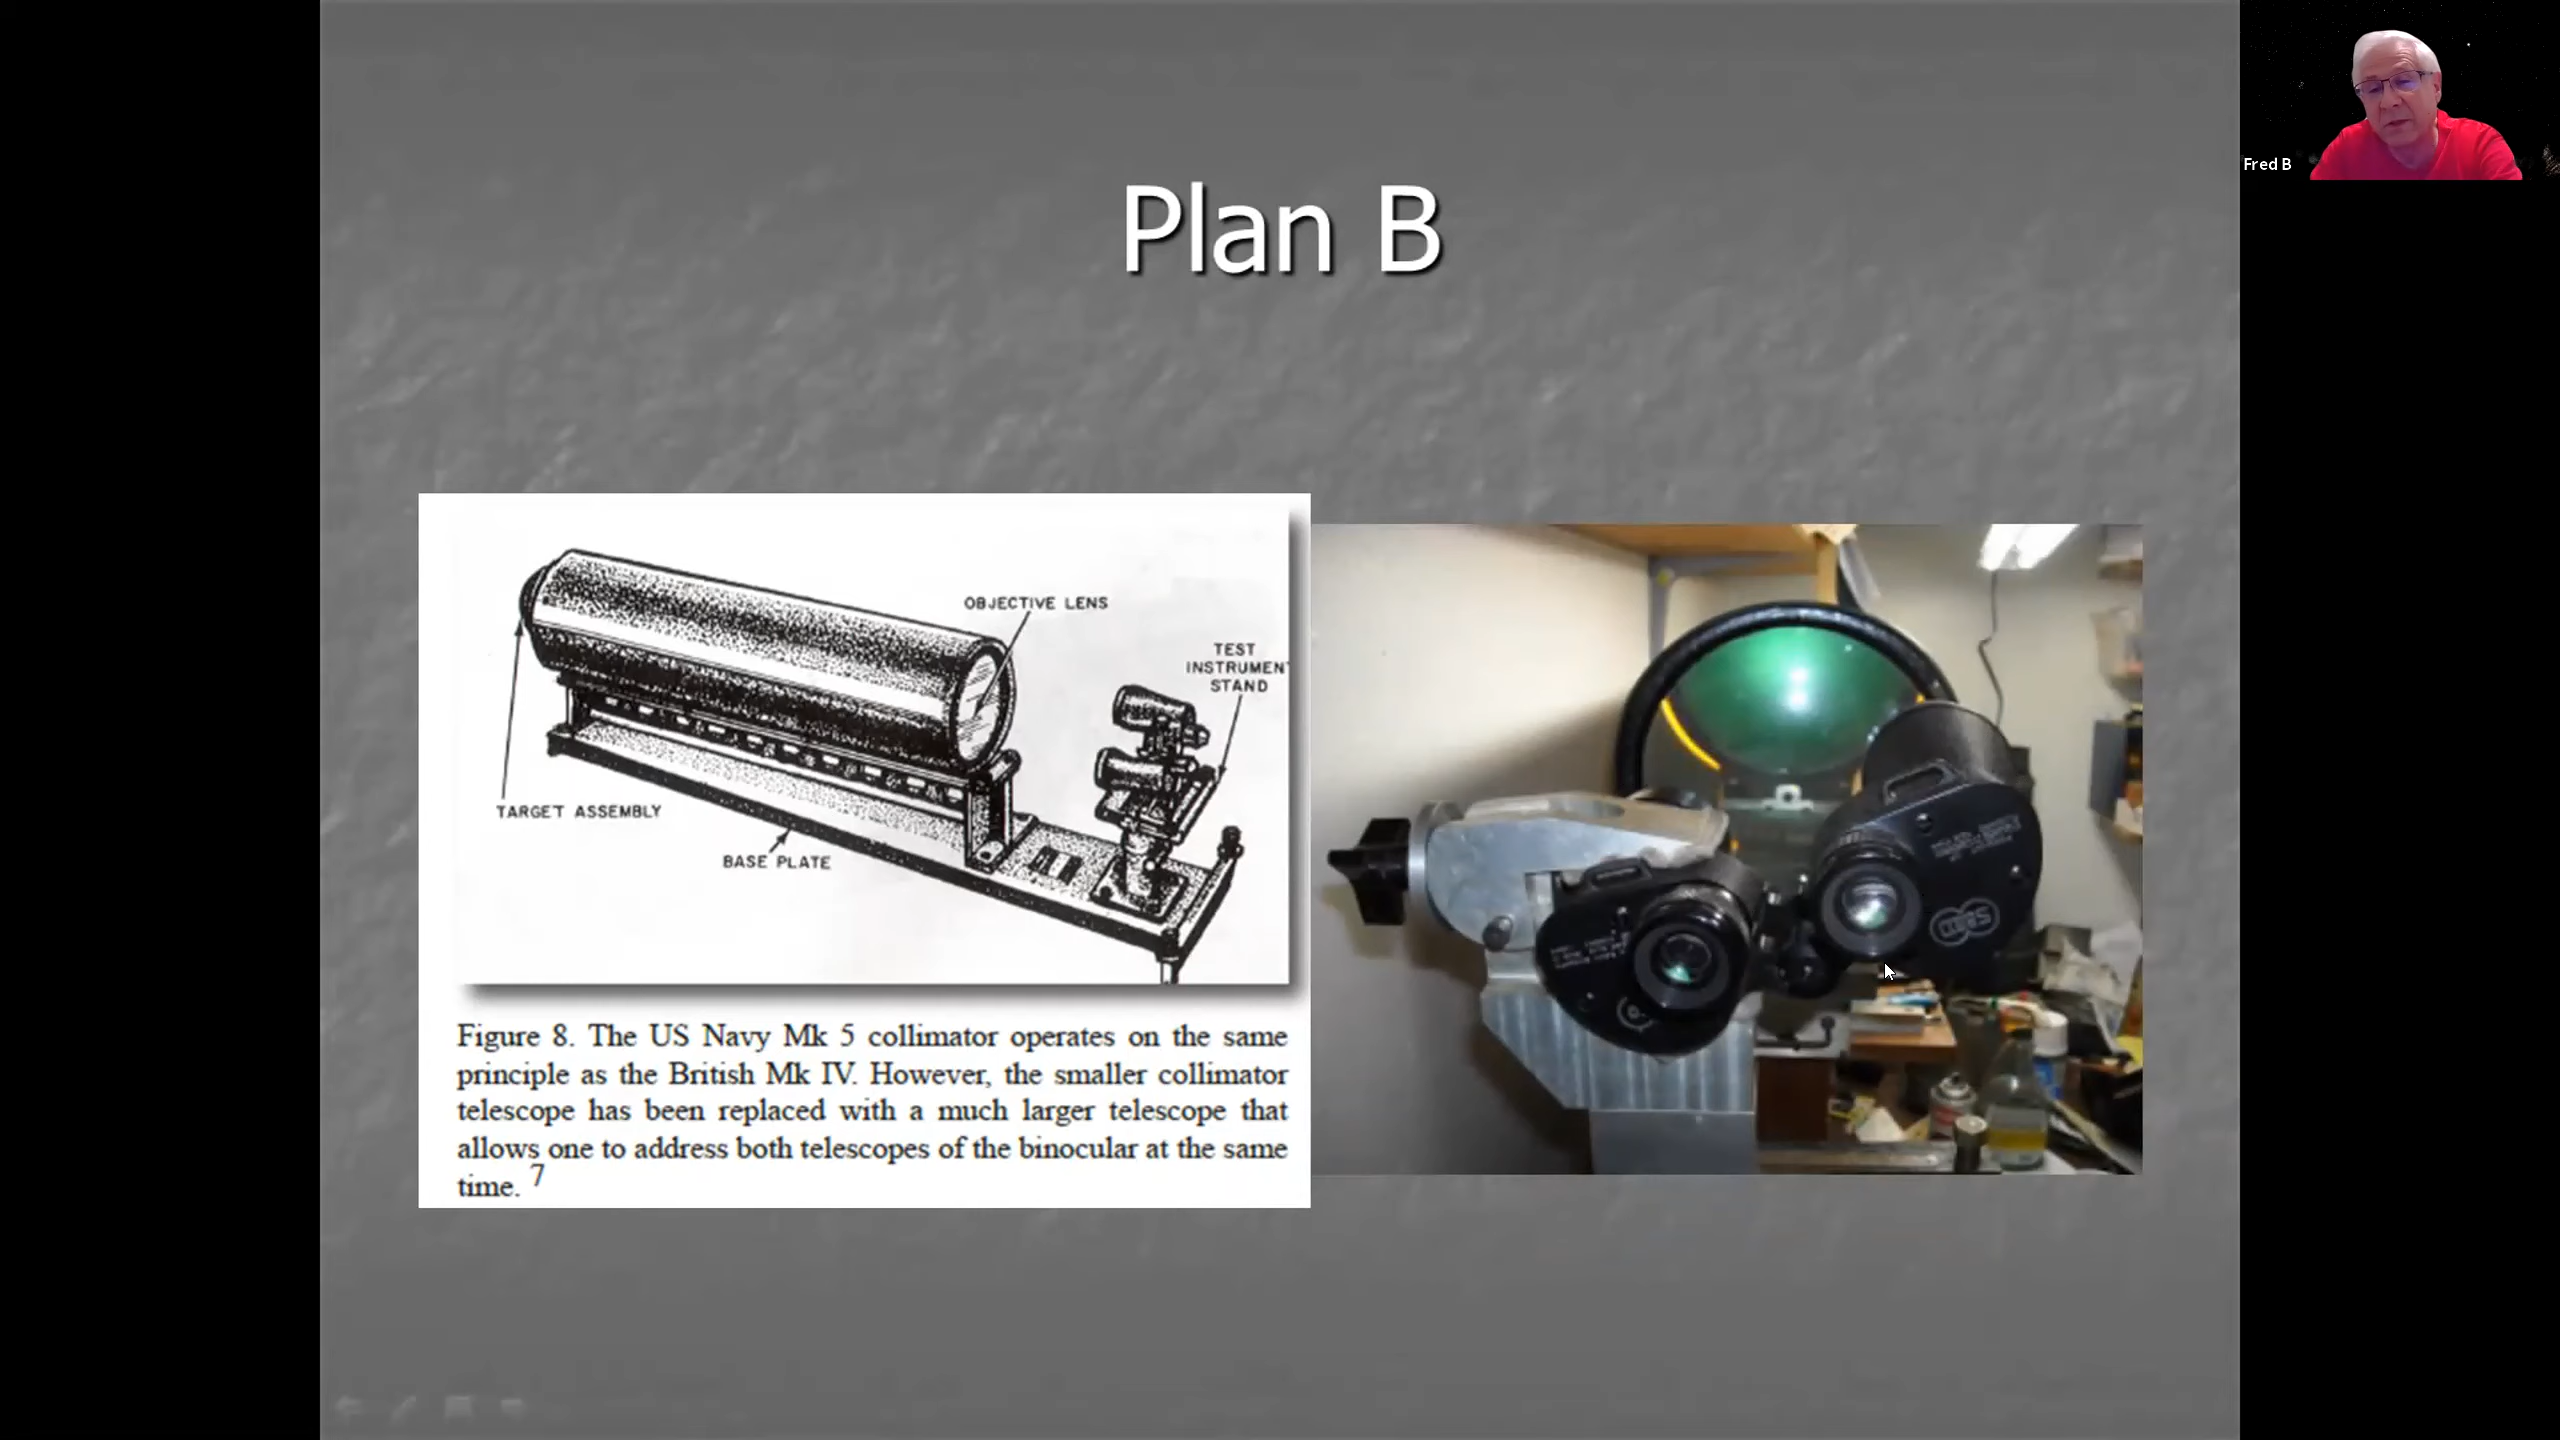 Fred B
Plan B
OBJECTIVE LENS
TEST
INSTRUMEN
STAND
TARGET ASSEMBLY
BASE PLATE
Figure 8. The US Navy Mk 5 collimator operates on the same
principle as the British Mk IV. However, the smaller collimator
telescope has been replaced with a much larger telescope that
allows one to address both telescopes of the binocular at the same
time. 7